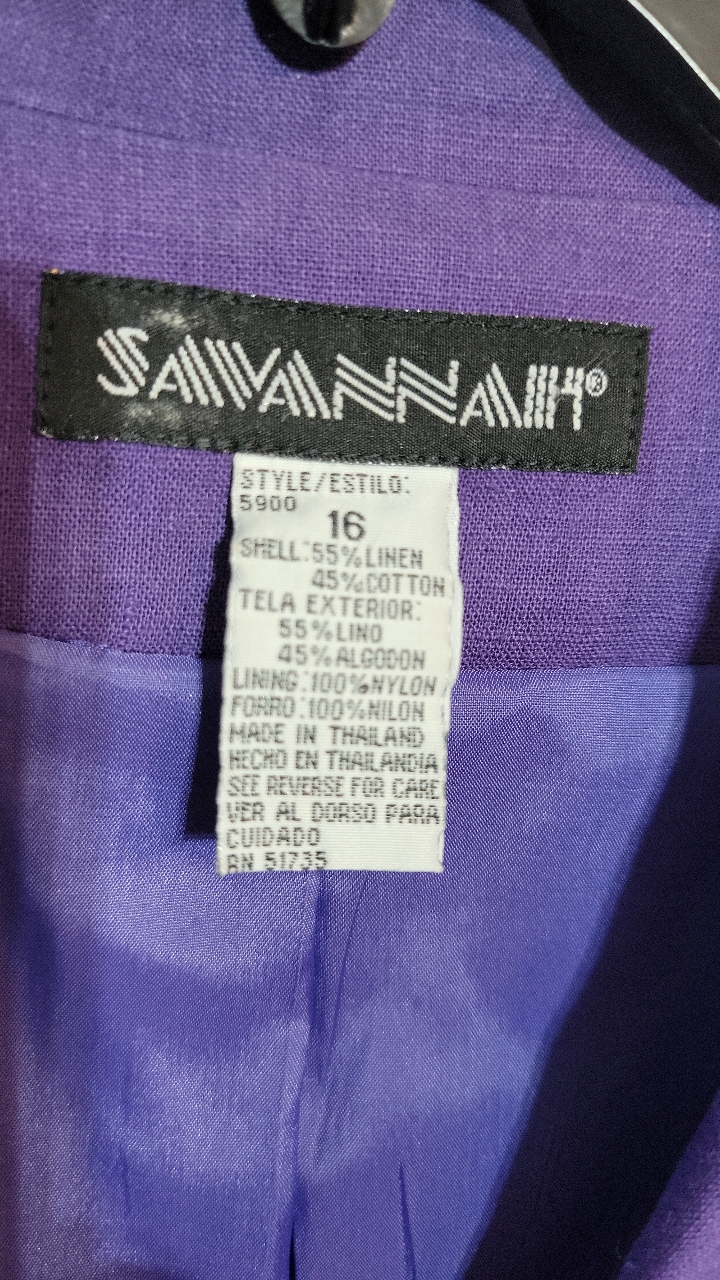 SAVANNAH®
STYLE/ESTILO:
5900
16
SHELL:55%LINEN
45%COTTON
TELA EXTERIOR:
55%LINO
45%ALGODON
LINING:100%NYLON
FORRO:100%NILON
MADE IN THAILAND
HECHO EN THAILANDIA
SEE REVERSE FOR CARE
VER AL DORSO PARA
CUIDADO
RN 51735